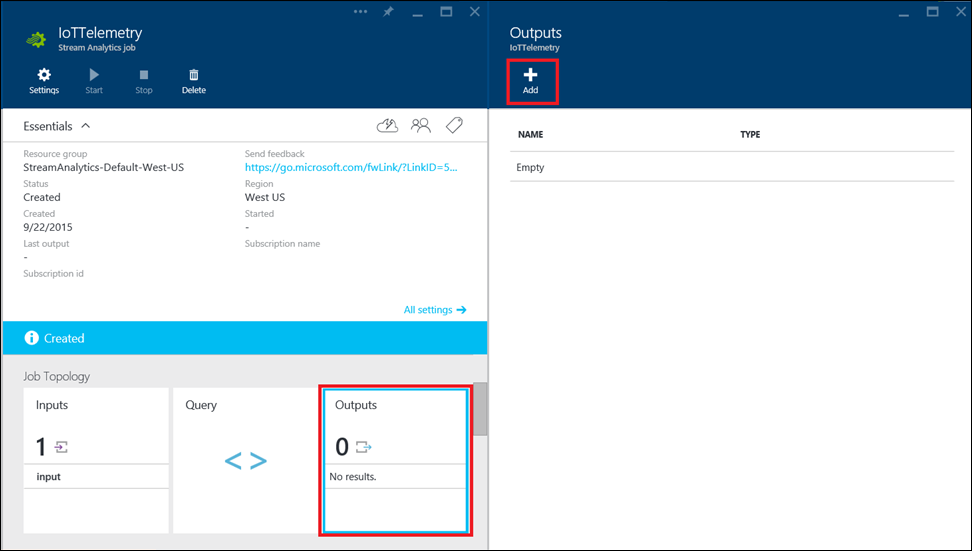 IoTTelemetry
Stream Analytics job
Settings
Start
Stop
Delete
Essentials
Resource group
StreamAnalytics-Default-West-US
Status
Created
Created
9/22/2015
Last output
-
Subscription id
Send feedback
https://go.microsoft.com/fwLink/?LinkID=5...
Region
West US
Started
-
Subscription name
All settings
Created
Job Topology
Inputs
1
input
Query
< >
Outputs
0
No results.
Outputs
IoTTelemetry
Add
NAME TYPE
Empty